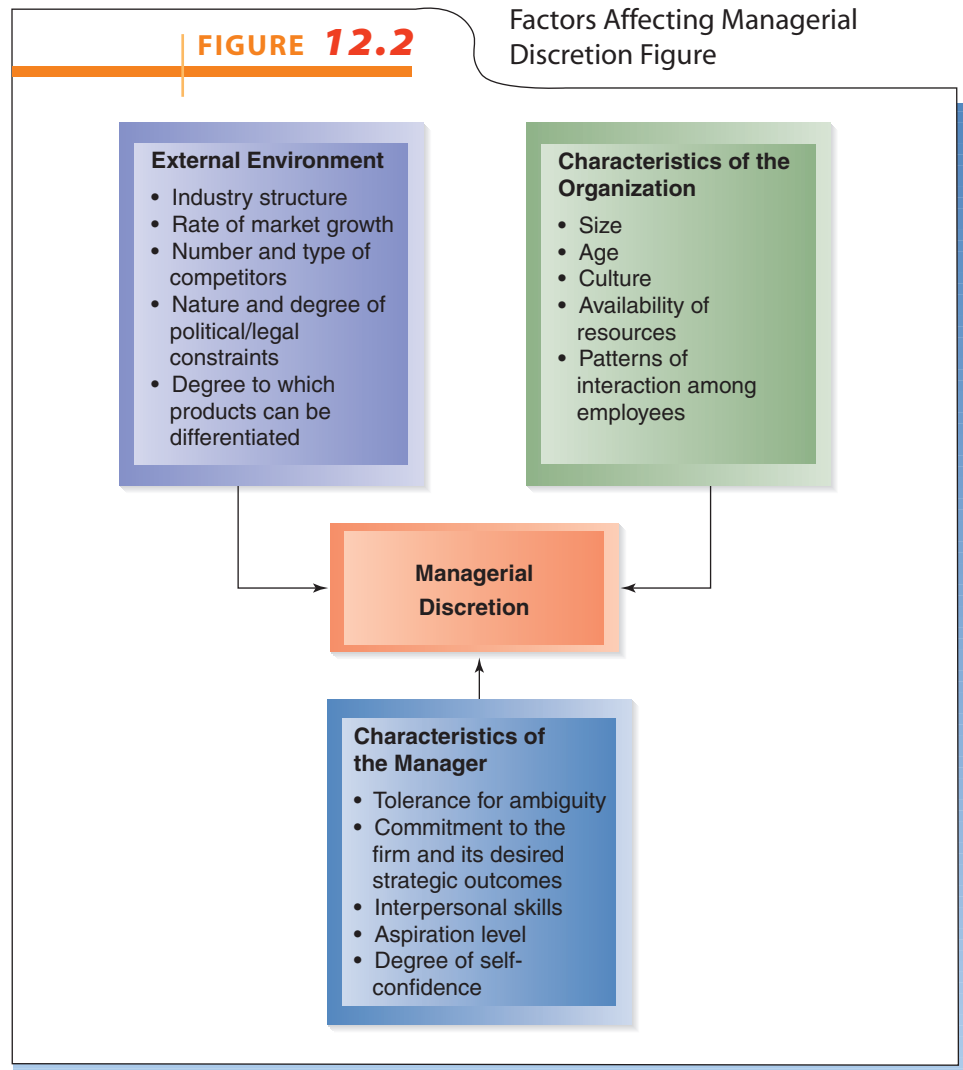 FIGURE 12.2
Factors Affecting Managerial
Discretion Figure
External Environment
• Industry structure
• Rate of market growth
• Number and type of
competitors
• Nature and degree of
political/legal
constraints
• Degree to which
products can be
differentiated
Characteristics of the
Organization
• Size
• Age
• Culture
• Availability of
resources
• Patterns of
interaction among
employees
Managerial
Discretion
Characteristics of
the Manager
• Tolerance for ambiguity
• Commitment to the
firm and its desired
strategic outcomes
• Interpersonal skills
• Aspiration level
• Degree of self-
confidence